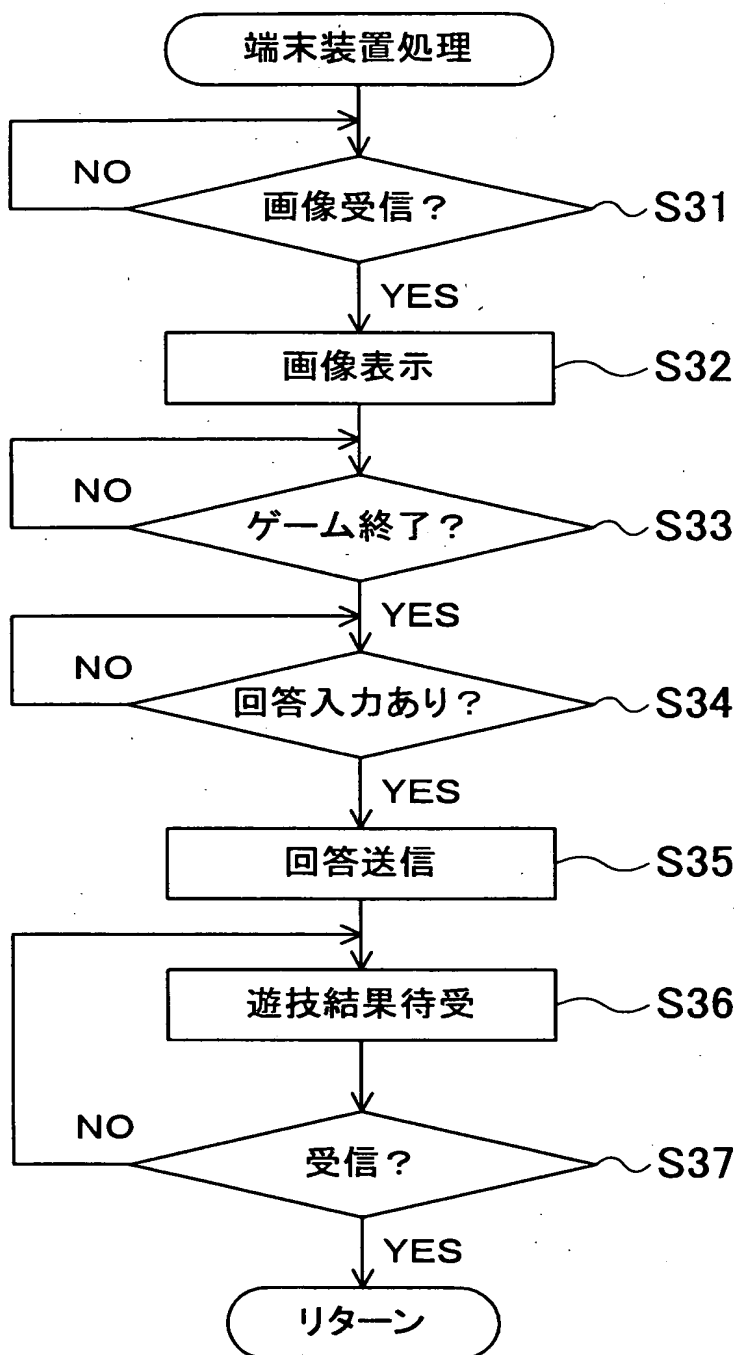 端末装置処理
NO
画像受信?
S31
YES
画像表示
S32
NO
ゲーム終了?
S33
YES
NO
回答入力あり?
S34
YES
回答送信
S35
遊技結果待受
S36
NO
受信?
S37
YES
リターン